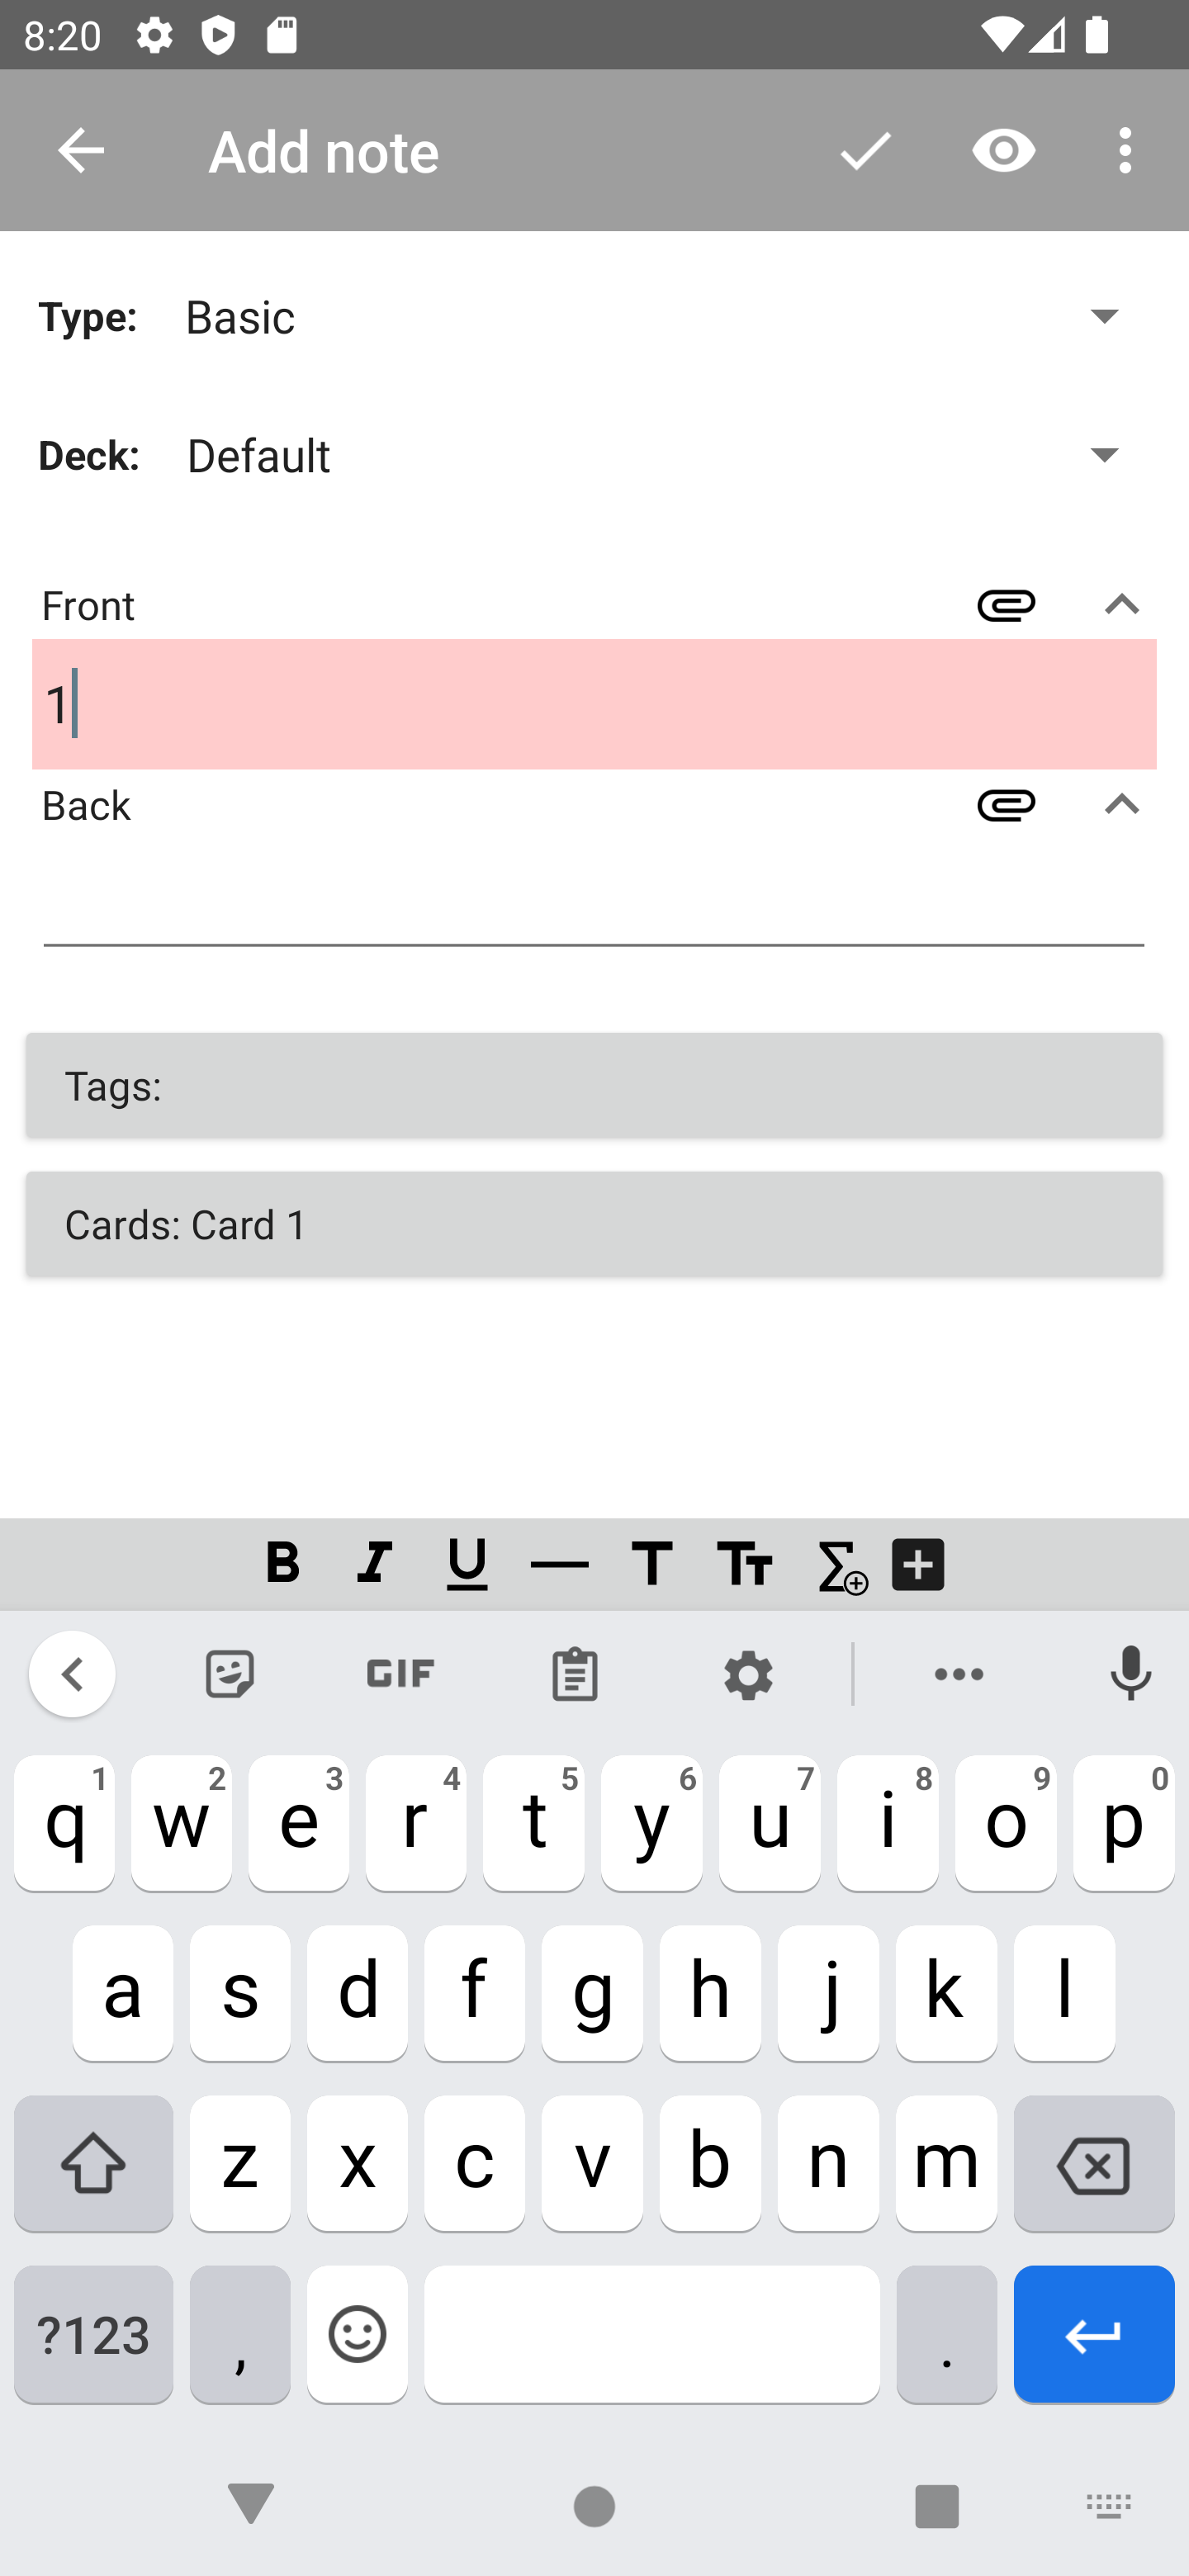 8:20
Add note
Type: Basic
Deck: Default
Front
1
Back
Tags:
Cards: Card 1
B I U T TT
GIF
q 1 w 2 e 3 r 4 t 5 y 6 u 7 i 8 o 9 p 0
a s d f g h j k l
z x c v b n m
?123 , .